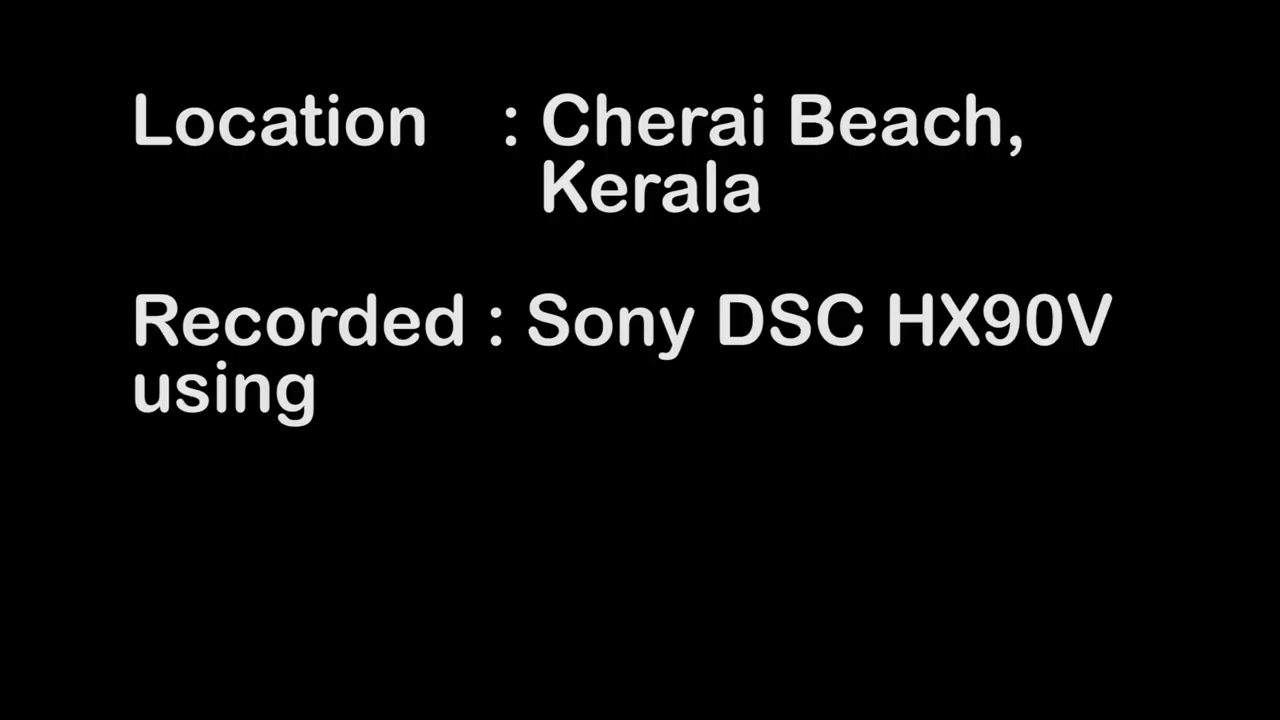 Location : Cherai Beach,
Kerala
Recorded : Sony DSC HX90V
using